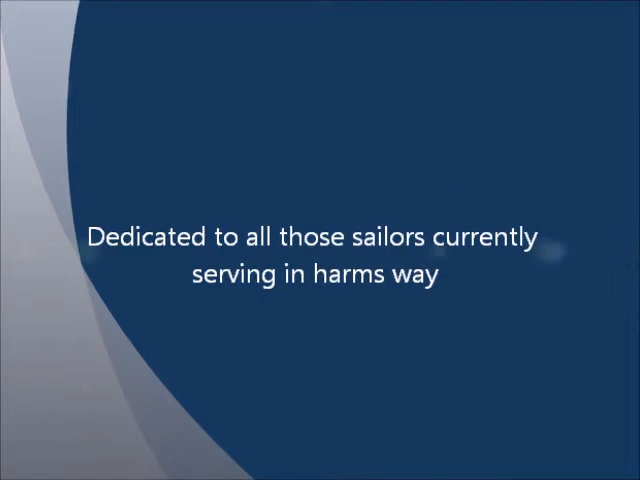 Dedicated to all those sailors currently
serving in harms way